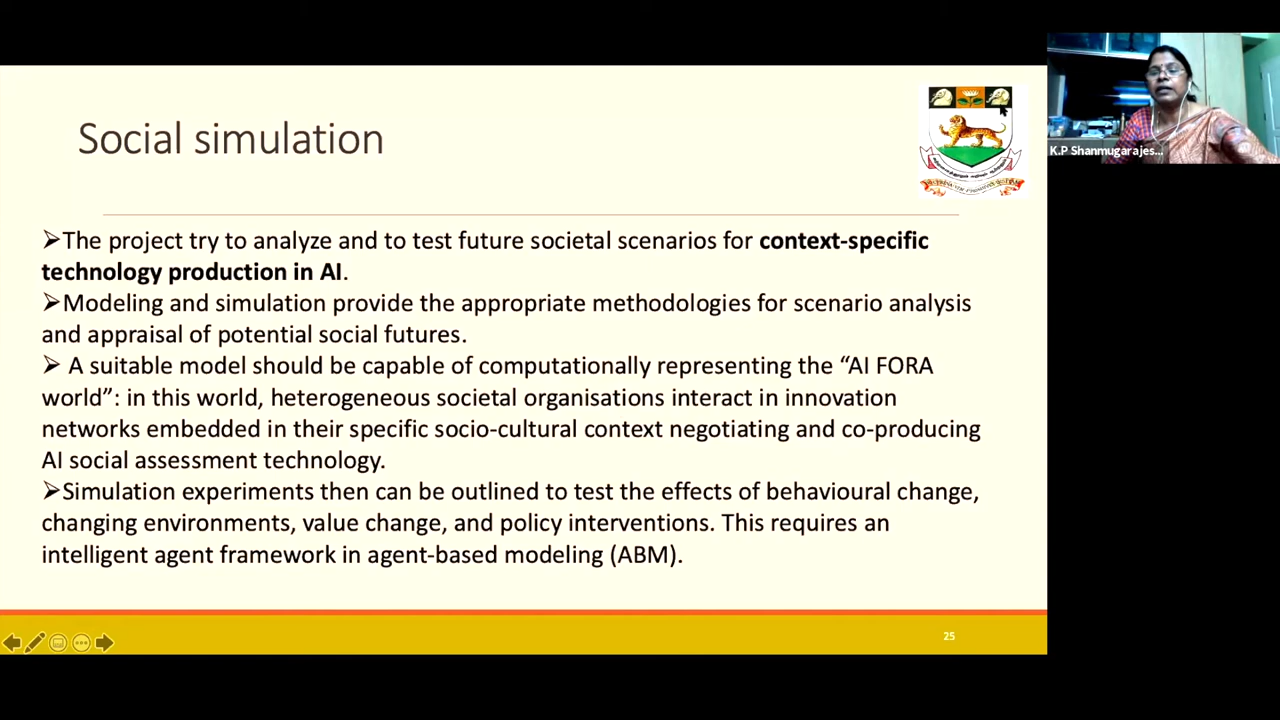 Social simulation
➢The project try to analyze and to test future societal scenarios for context-specific
technology production in AI.
➢Modeling and simulation provide the appropriate methodologies for scenario analysis
and appraisal of potential social futures.
➢ A suitable model should be capable of computationally representing the “AI FORA
world”: in this world, heterogeneous societal organisations interact in innovation
networks embedded in their specific socio-cultural context negotiating and co-producing
AI social assessment technology.
➢Simulation experiments then can be outlined to test the effects of behavioural change,
changing environments, value change, and policy interventions. This requires an
intelligent agent framework in agent-based modeling (ABM).
25
K.P Shanmugarajes...